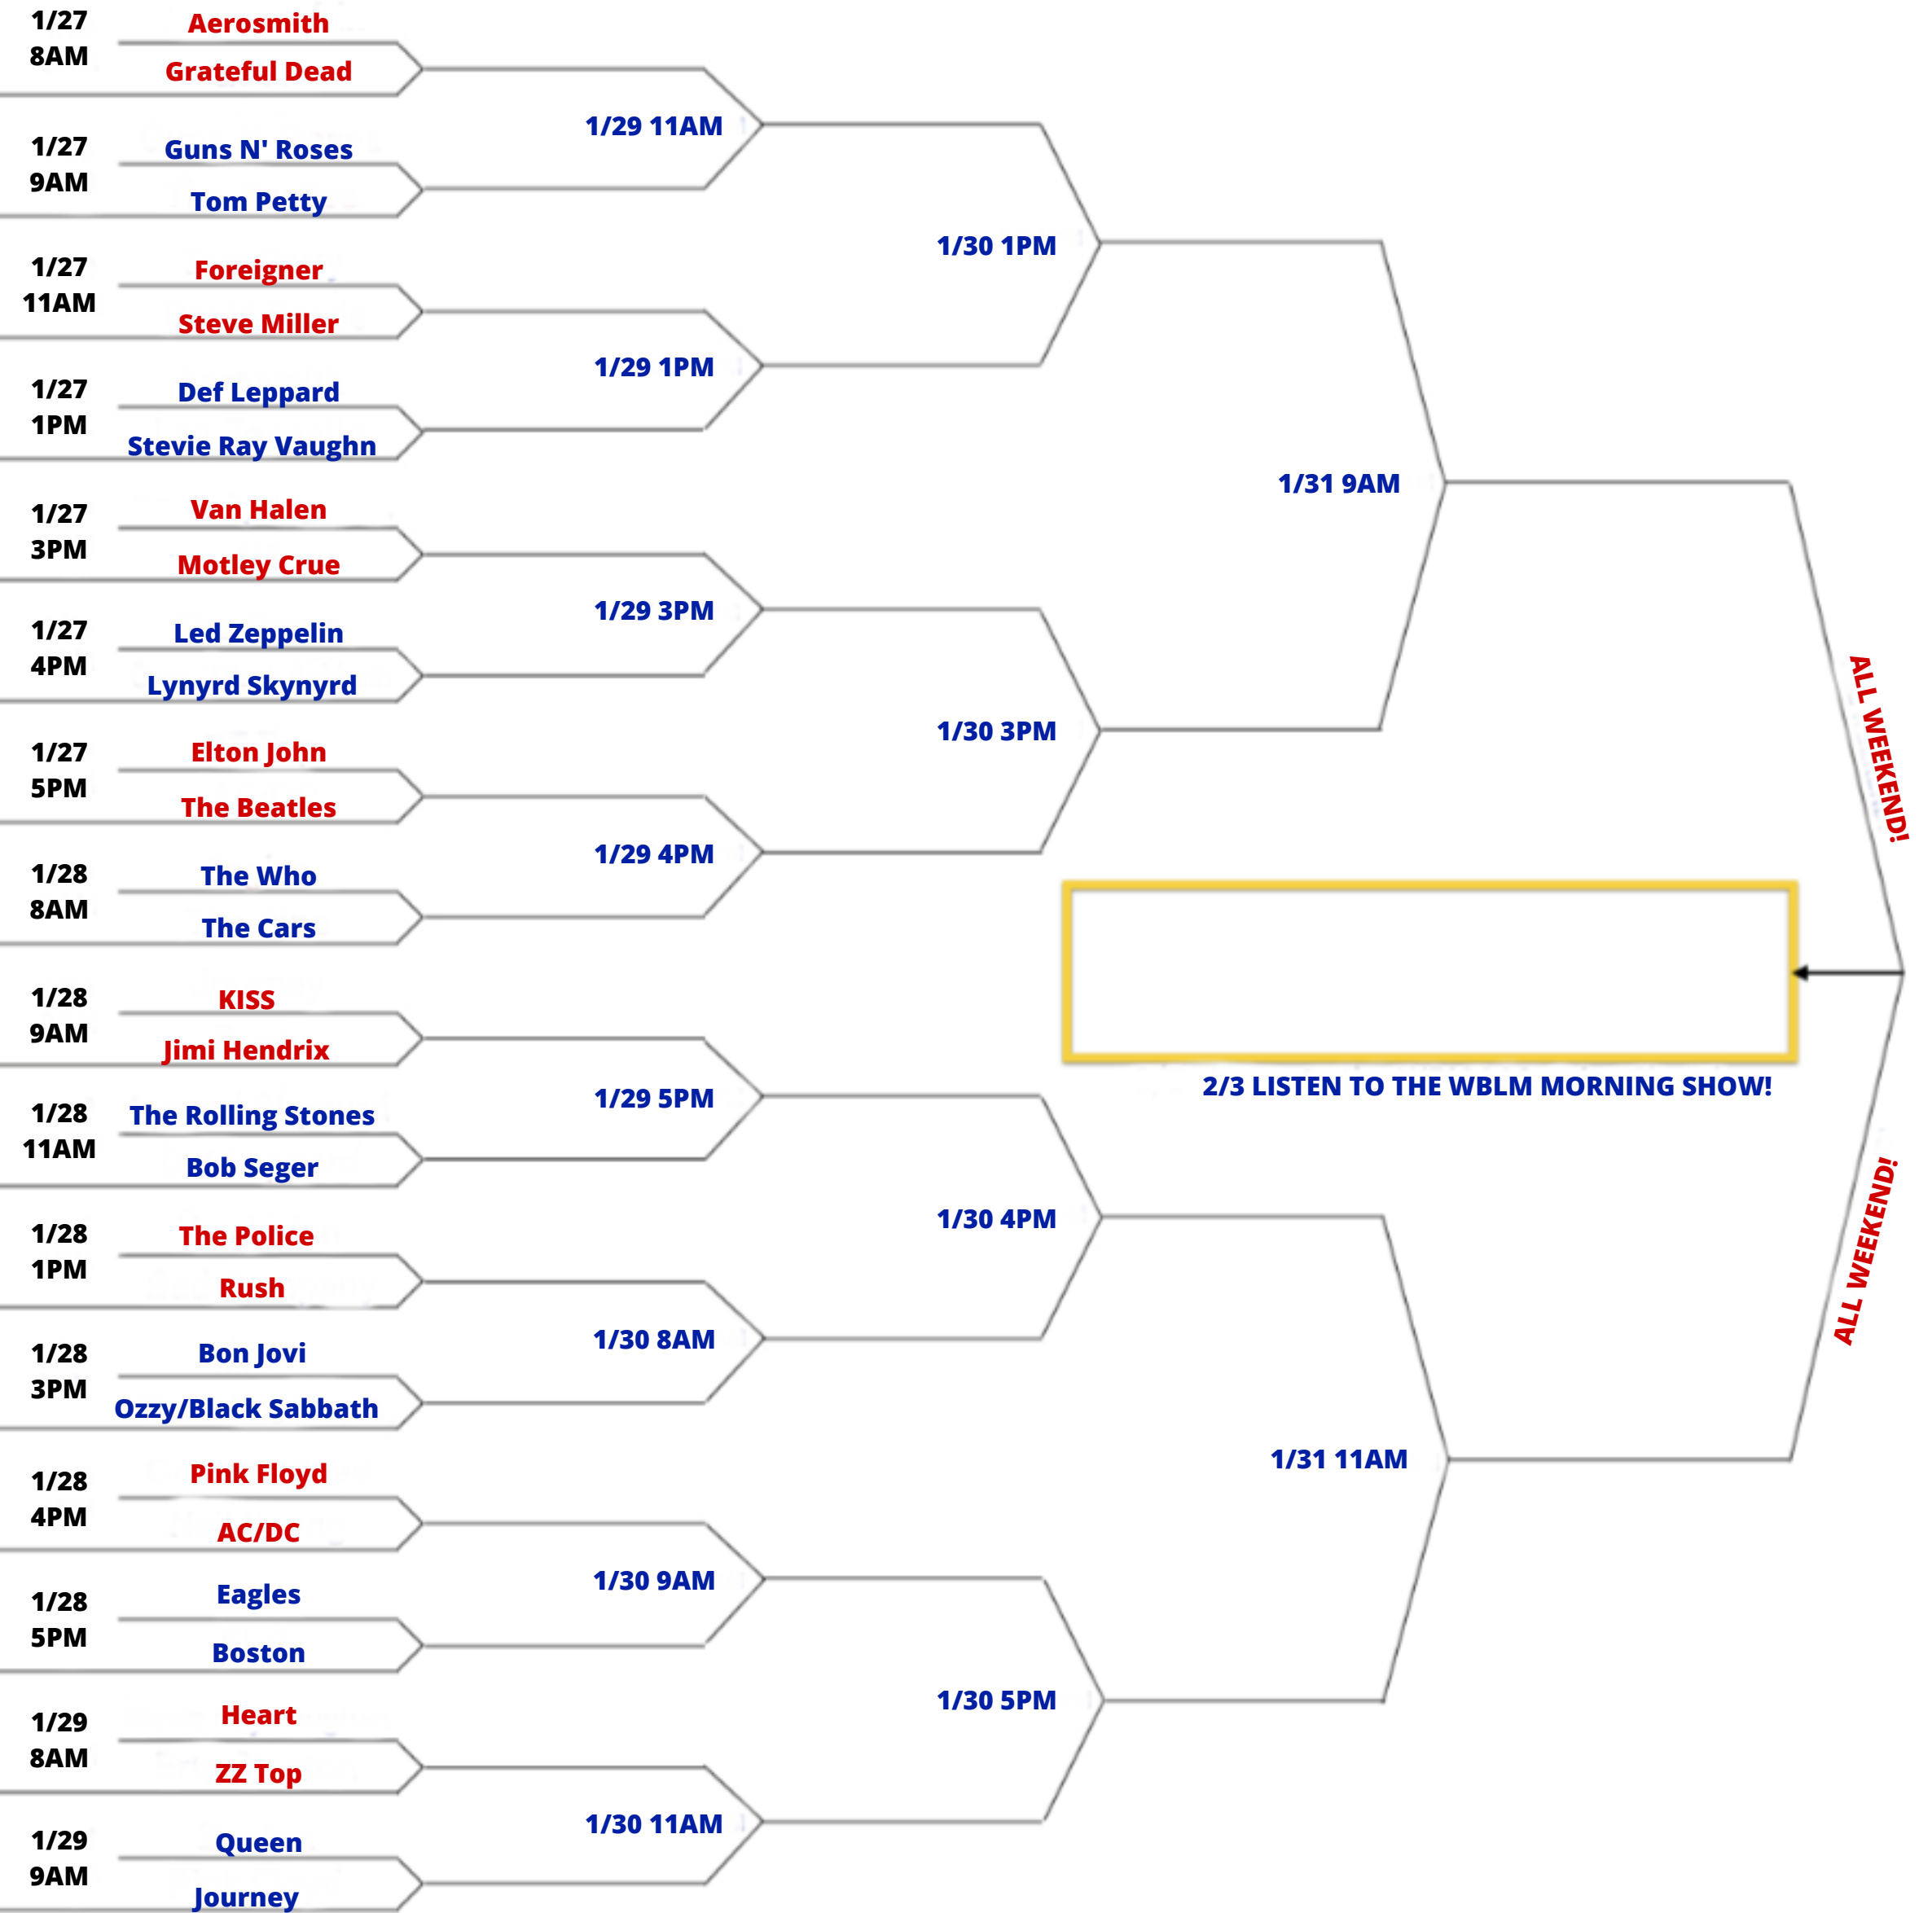 1/27
8AM
Aerosmith
Grateful Dead
1/27
9AM
Guns N' Roses
Tom Petty
1/27
11AM
Foreigner
Steve Miller
1/27
1PM
Def Leppard
Stevie Ray Vaughn
1/27
3PM
Van Halen
Motley Crue
1/27
4PM
Led Zeppelin
Lynyrd Skynyrd
1/27
5PM
Elton John
The Beatles
1/28
8AM
The Who
The Cars
1/28
9AM
KISS
Jimi Hendrix
1/28
11AM
The Rolling Stones
Bob Seger
1/28
1PM
The Police
Rush
1/28
3PM
Bon Jovi
Ozzy/Black Sabbath
1/28
4PM
Pink Floyd
AC/DC
1/28
5PM
Eagles
Boston
1/29
8AM
Heart
ZZ Top
1/29
9AM
Queen
Journey
1/29 11AM
1/29 1PM
1/29 3PM
1/29 4PM
1/29 5PM
1/30 8AM
1/30 9AM
1/30 11AM
1/30 1PM
1/30 3PM
1/30 4PM
1/30 5PM
1/31 9AM
1/31 11AM
ALL WEEKEND!
ALL WEEKEND!
2/3 LISTEN TO THE WBLM MORNING SHOW!